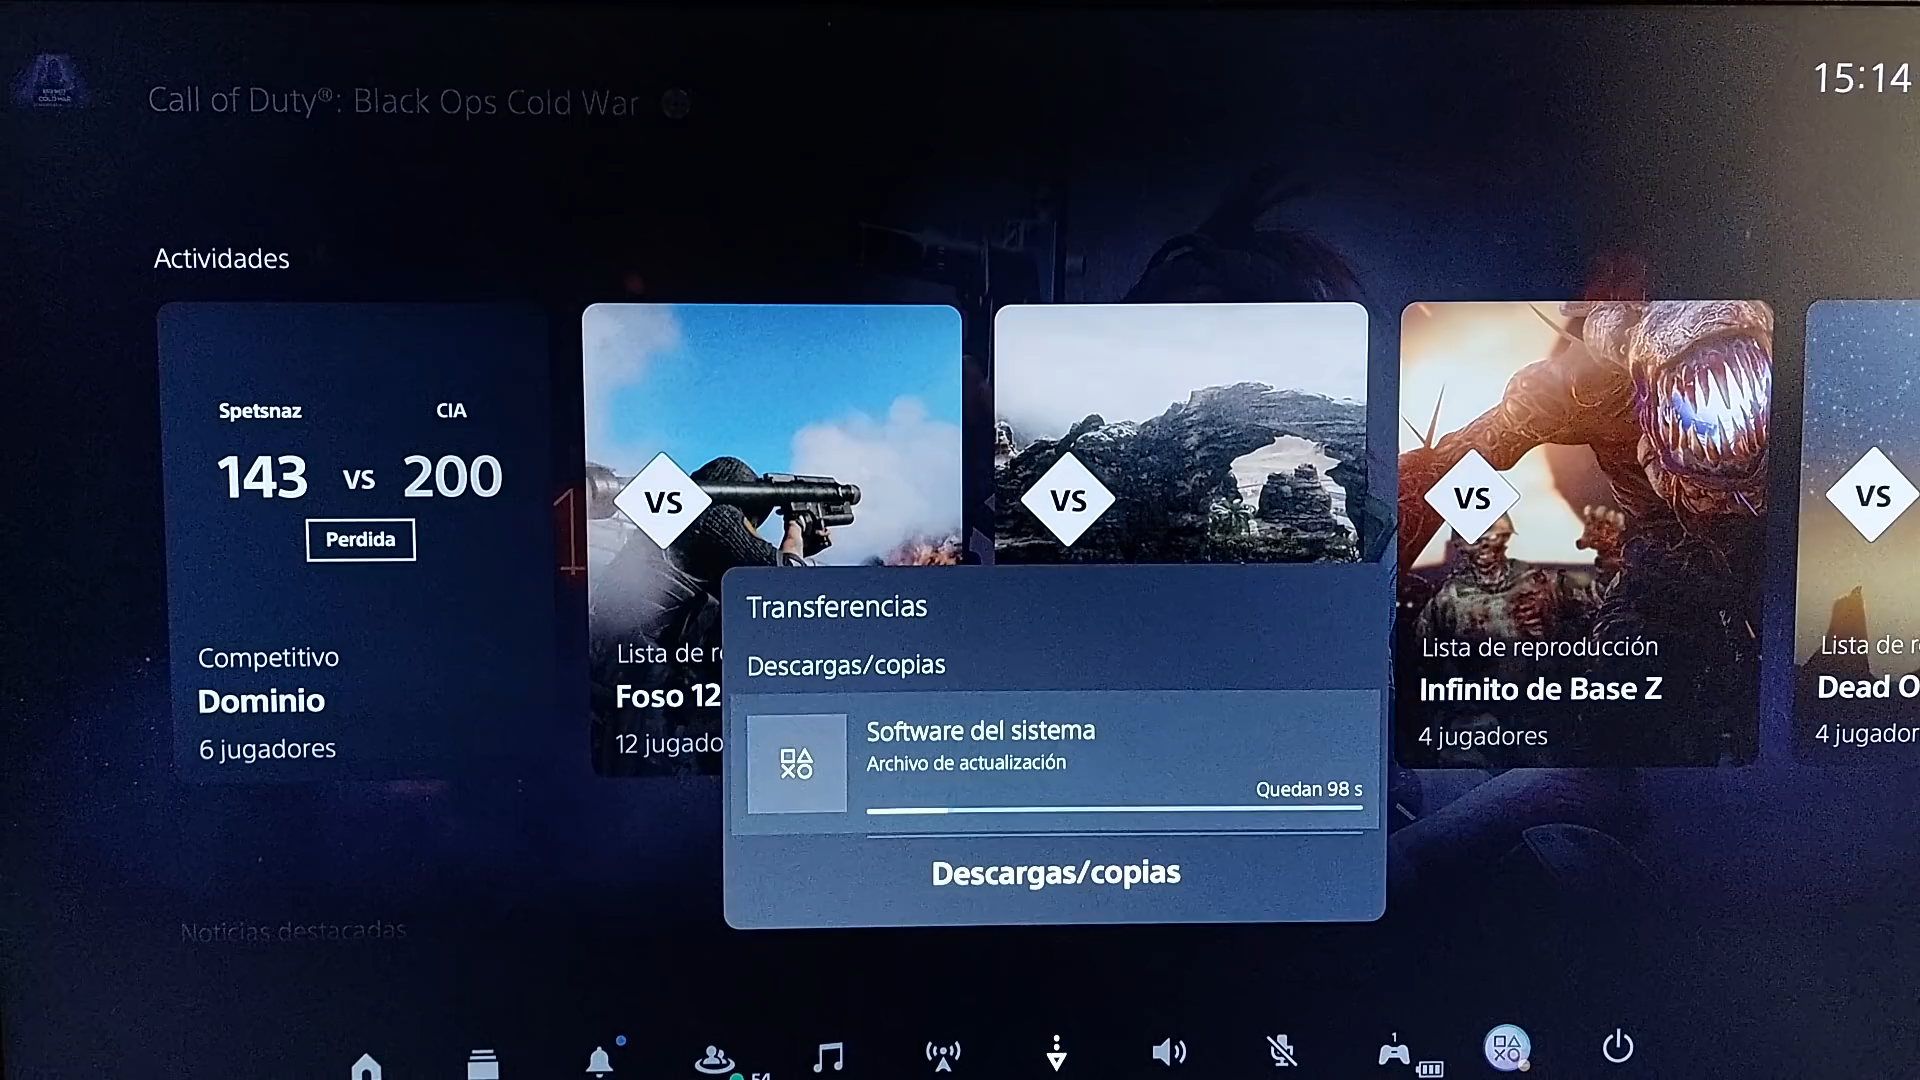 Call of Duty®: Black Ops Cold War
15:14
Actividades
Spetsnaz
CIA
143 vs 200
Perdida
Competitivo
Dominio
6 jugadores
VS
Lista de r
Foso 12
12 jugado
VS
VS
Lista de reproducción
Infinito de Base Z
4 jugadores
VS
Lista de r
Dead O
4 jugador
Transferencias
Descargas/copias
Software del sistema
Archivo de actualización
Quedan 98 s
Descargas/copias
Noticias destacadas
54
1